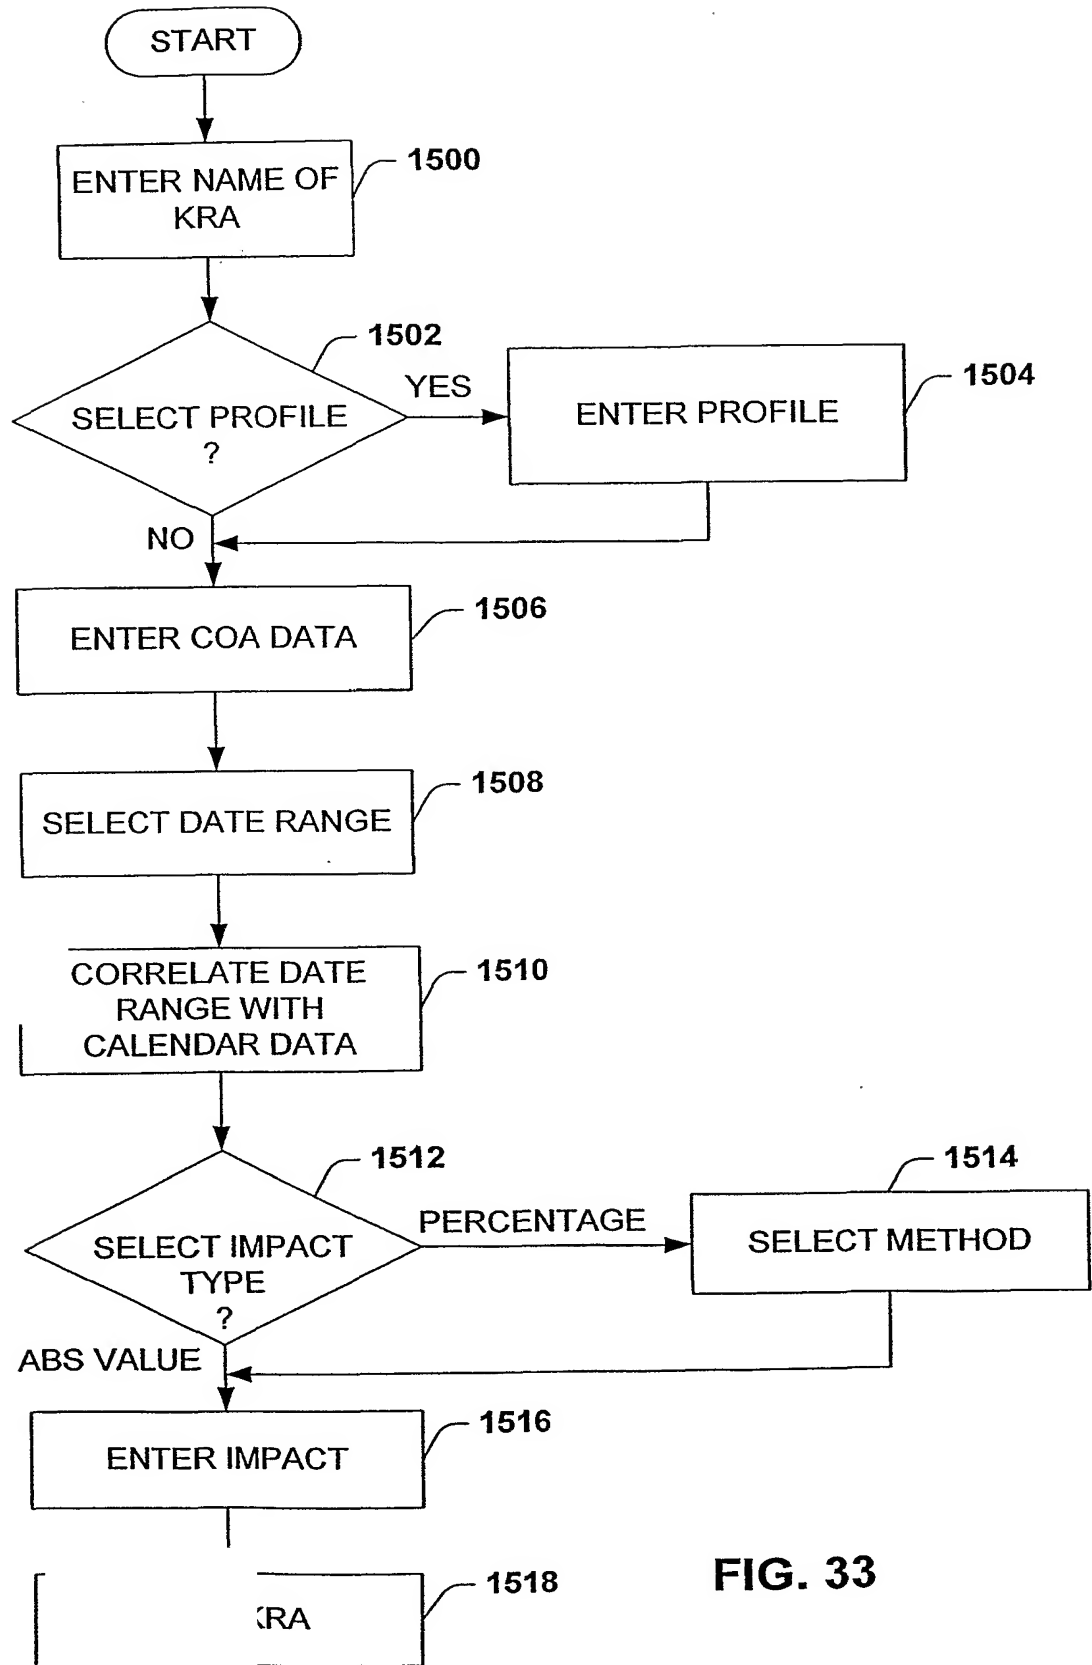 START
1500
ENTER NAME OF
KRA
1502
SELECT PROFILE
?
YES
1504
ENTER PROFILE
NO
1506
ENTER COA DATA
1508
SELECT DATE RANGE
1510
CORRELATE DATE
RANGE WITH
CALENDAR DATA
1512
SELECT IMPACT
TYPE
?
PERCENTAGE
1514
SELECT METHOD
ABS VALUE
1516
ENTER IMPACT
1518
KRA
FIG. 33